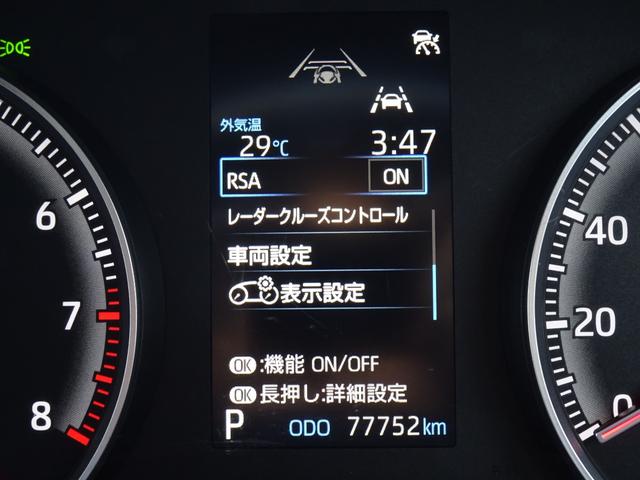 外気温
29℃ 3:47
RSA ON
レーダークルーズコントロール
車両設定
表示設定
OK:機能 ON/OFF
OK長押し:詳細設定
P ODO 77752km
6
7
8
40
20
0